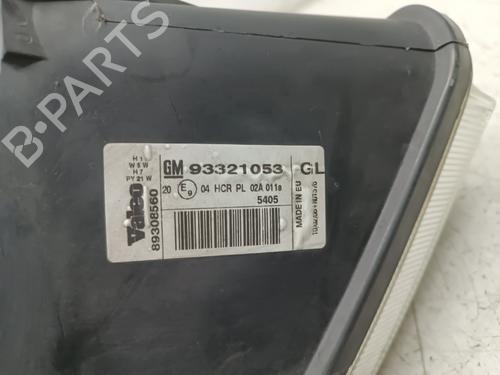 B-PARTS
H1
W5W
H7
PY21W
GM 93321053 GL
20 E9 04 HCR PL 02A 011a
5405
Valeo
89308560
MADE IN EU